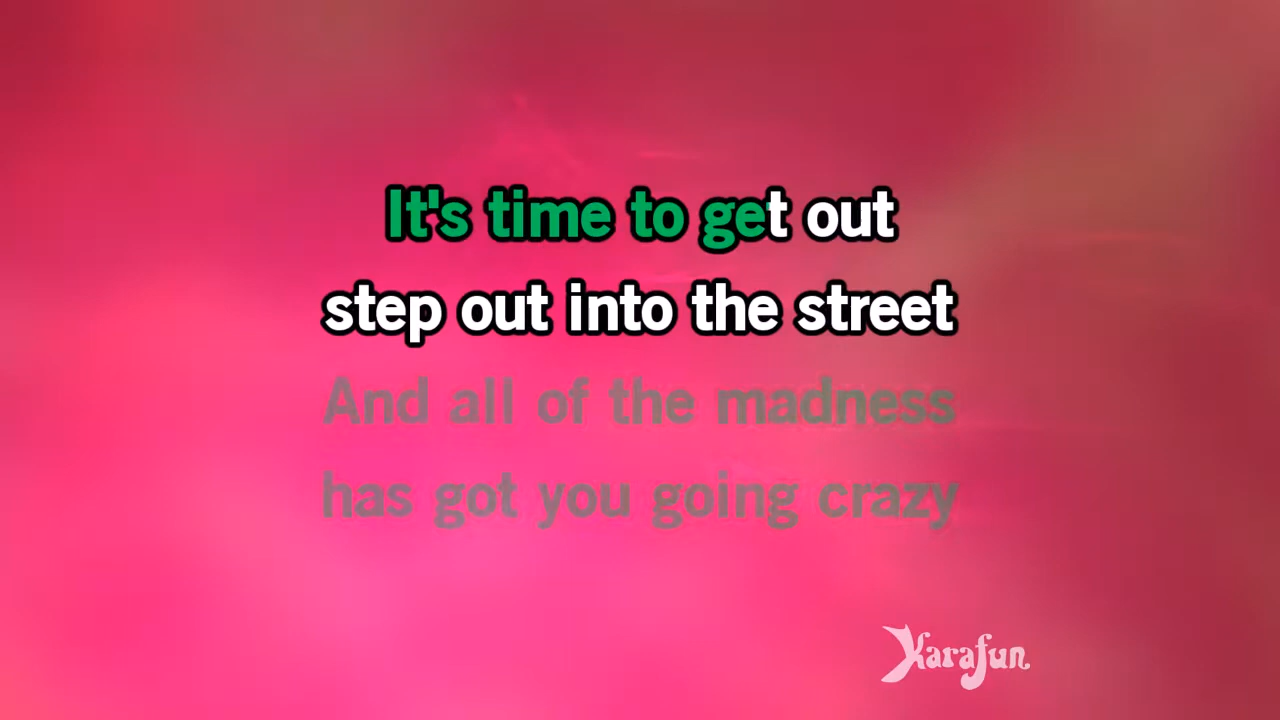 It's time to get out
step out into the street
And all of the madness
has got you going crazy
Karafun